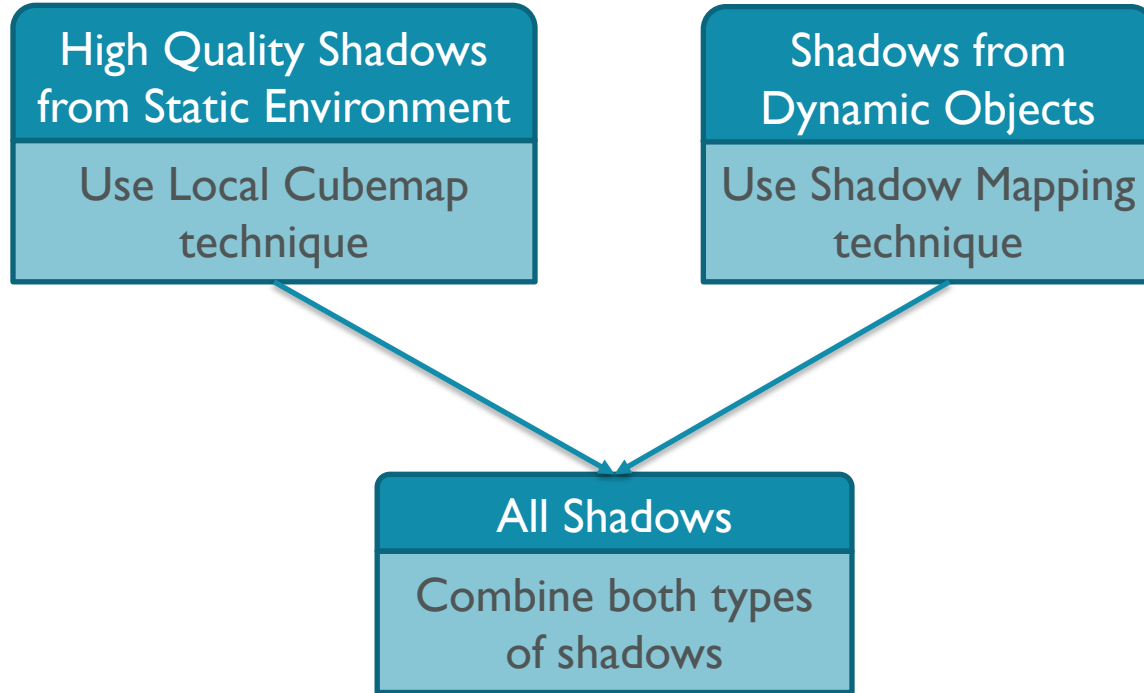 High Quality Shadows
from Static Environment
Use Local Cubemap
technique
Shadows from
Dynamic Objects
Use Shadow Mapping
technique
All Shadows
Combine both types
of shadows